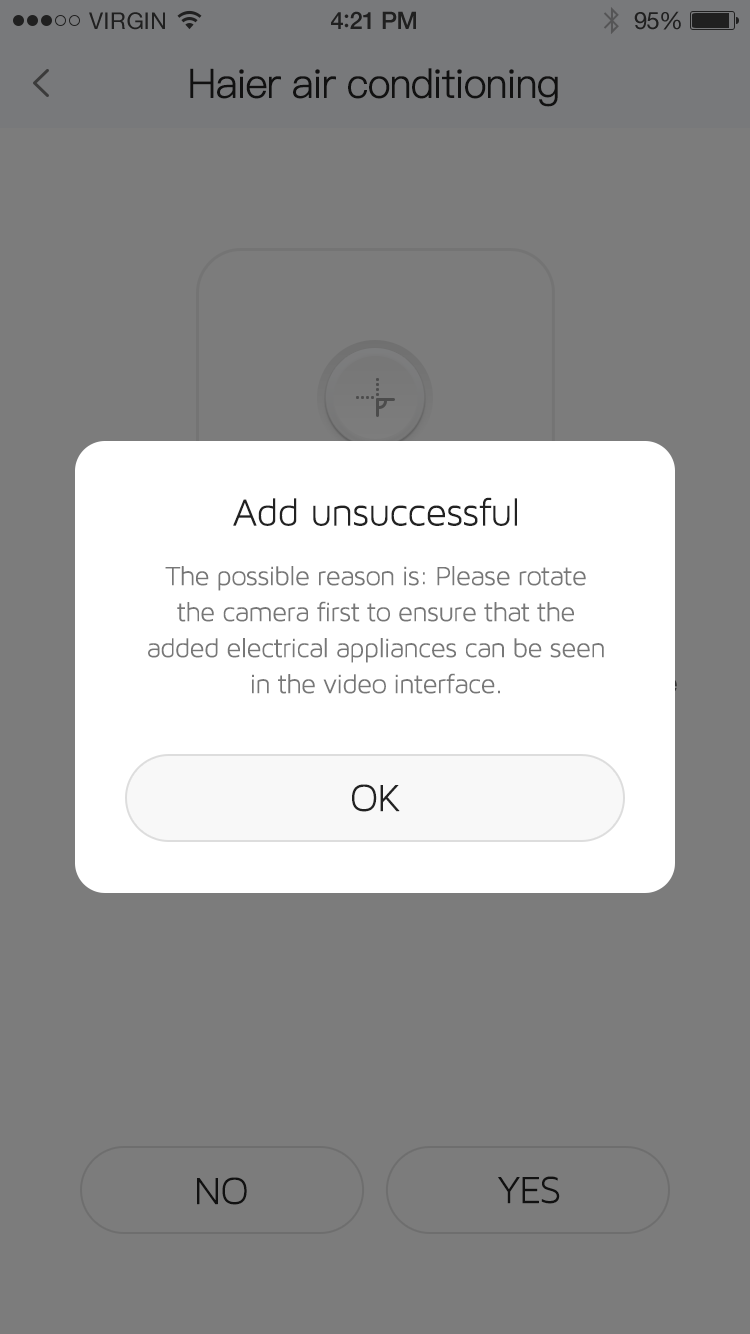 VIRGIN 4:21 PM 95%
Haier air conditioning
Add unsuccessful
The possible reason is: Please rotate
the camera first to ensure that the
added electrical appliances can be seen
in the video interface.
OK
NO YES